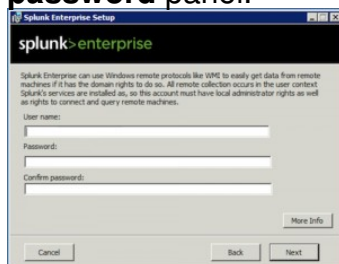 password panel.
Splunk Enterprise Setup
splunk>enterprise
Splunk Enterprise can use Windows remote protocols like WMI to easily get data from remote
machines if it has the domain rights to do so. All remote collection occurs in the user context
Splunk's services are installed as, so this account must have local administrator rights as well
as rights to connect and query remote machines.
User name:
Password:
Confirm password:
More Info
Cancel
Back
Next